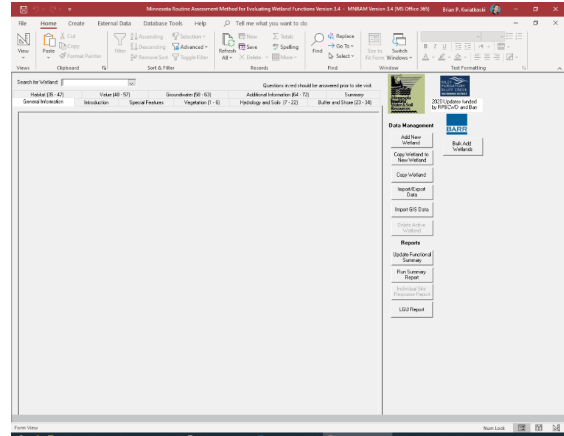 Minnesota Routine Assessment Method for Evaluating Wetland Functions Version 3.4 - MNRAM Version 3.4 (MS Office 365)
Brian P. Kwiatkoski
File Home Create External Data Database Tools Help Tell me what you want to do
View
Paste
Cut
Copy
Format Painter
Filter
Ascending
Descending
Remove Sort
Selection
Advanced
Toggle Filter
Refresh All
New
Save
Delete
Totals
Spelling
More
Find
Replace
Go To
Select
Size to Fit Form
Switch Windows
B I U
Views Clipboard Sort & Filter Records Find Window Text Formatting
Search for Wetland:
Questions in red should be answered prior to site visit
Habitat (35 - 47) Value (48 - 57) Groundwater (58 - 63) Additional Information (64 - 72) Summary
General Information Introduction Special Features Vegetation (1 - 6) Hydrology and Soils (7 - 22) Buffer and Shore (23 - 34)
2020 Updates funded
by RPBCWD and Barr
BARR
Data Management
Add New
Wetland
Bulk Add
Wetlands
Copy Wetland to
New Wetland
Copy Wetland
Import/Export
Data
Import GIS Data
Delete Active
Wetland
Reports
Update Functional
Summary
Run Summary
Report
Individual Site
Response Report
LGU Report
Form View
Num Lock